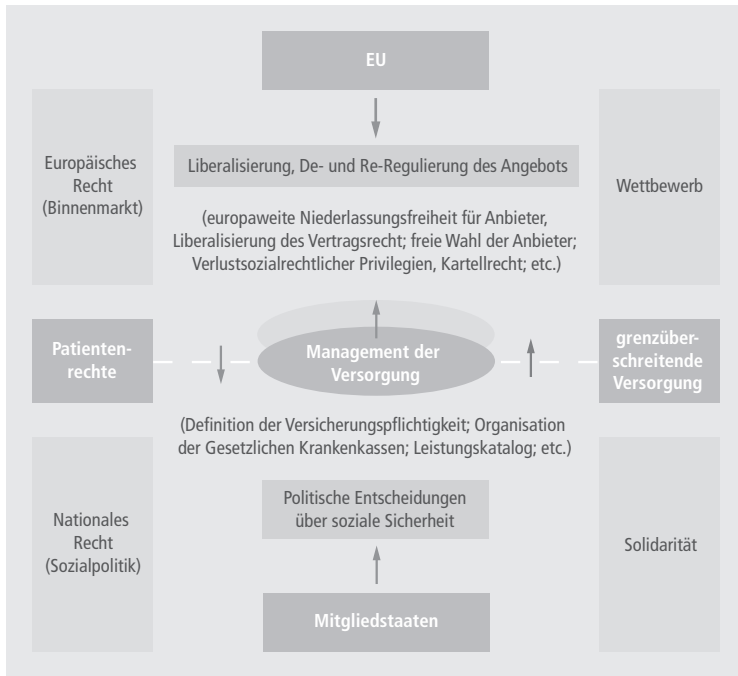 EU
Europäisches
Recht
(Binnenmarkt)
Liberalisierung, De- und Re-Regulierung des Angebots
Wettbewerb
(europaweite Niederlassungsfreiheit für Anbieter,
Liberalisierung des Vertragsrecht; freie Wahl der Anbieter;
Verlustsozialrechtlicher Privilegien, Kartellrecht; etc.)
Patienten-
rechte
Management der
Versorgung
grenzüber-
schreitende
Versorgung
(Definition der Versicherungspflichtigkeit; Organisation
der Gesetzlichen Krankenkassen; Leistungskatalog; etc.)
Nationales
Recht
(Sozialpolitik)
Politische Entscheidungen
über soziale Sicherheit
Solidarität
Mitgliedstaaten